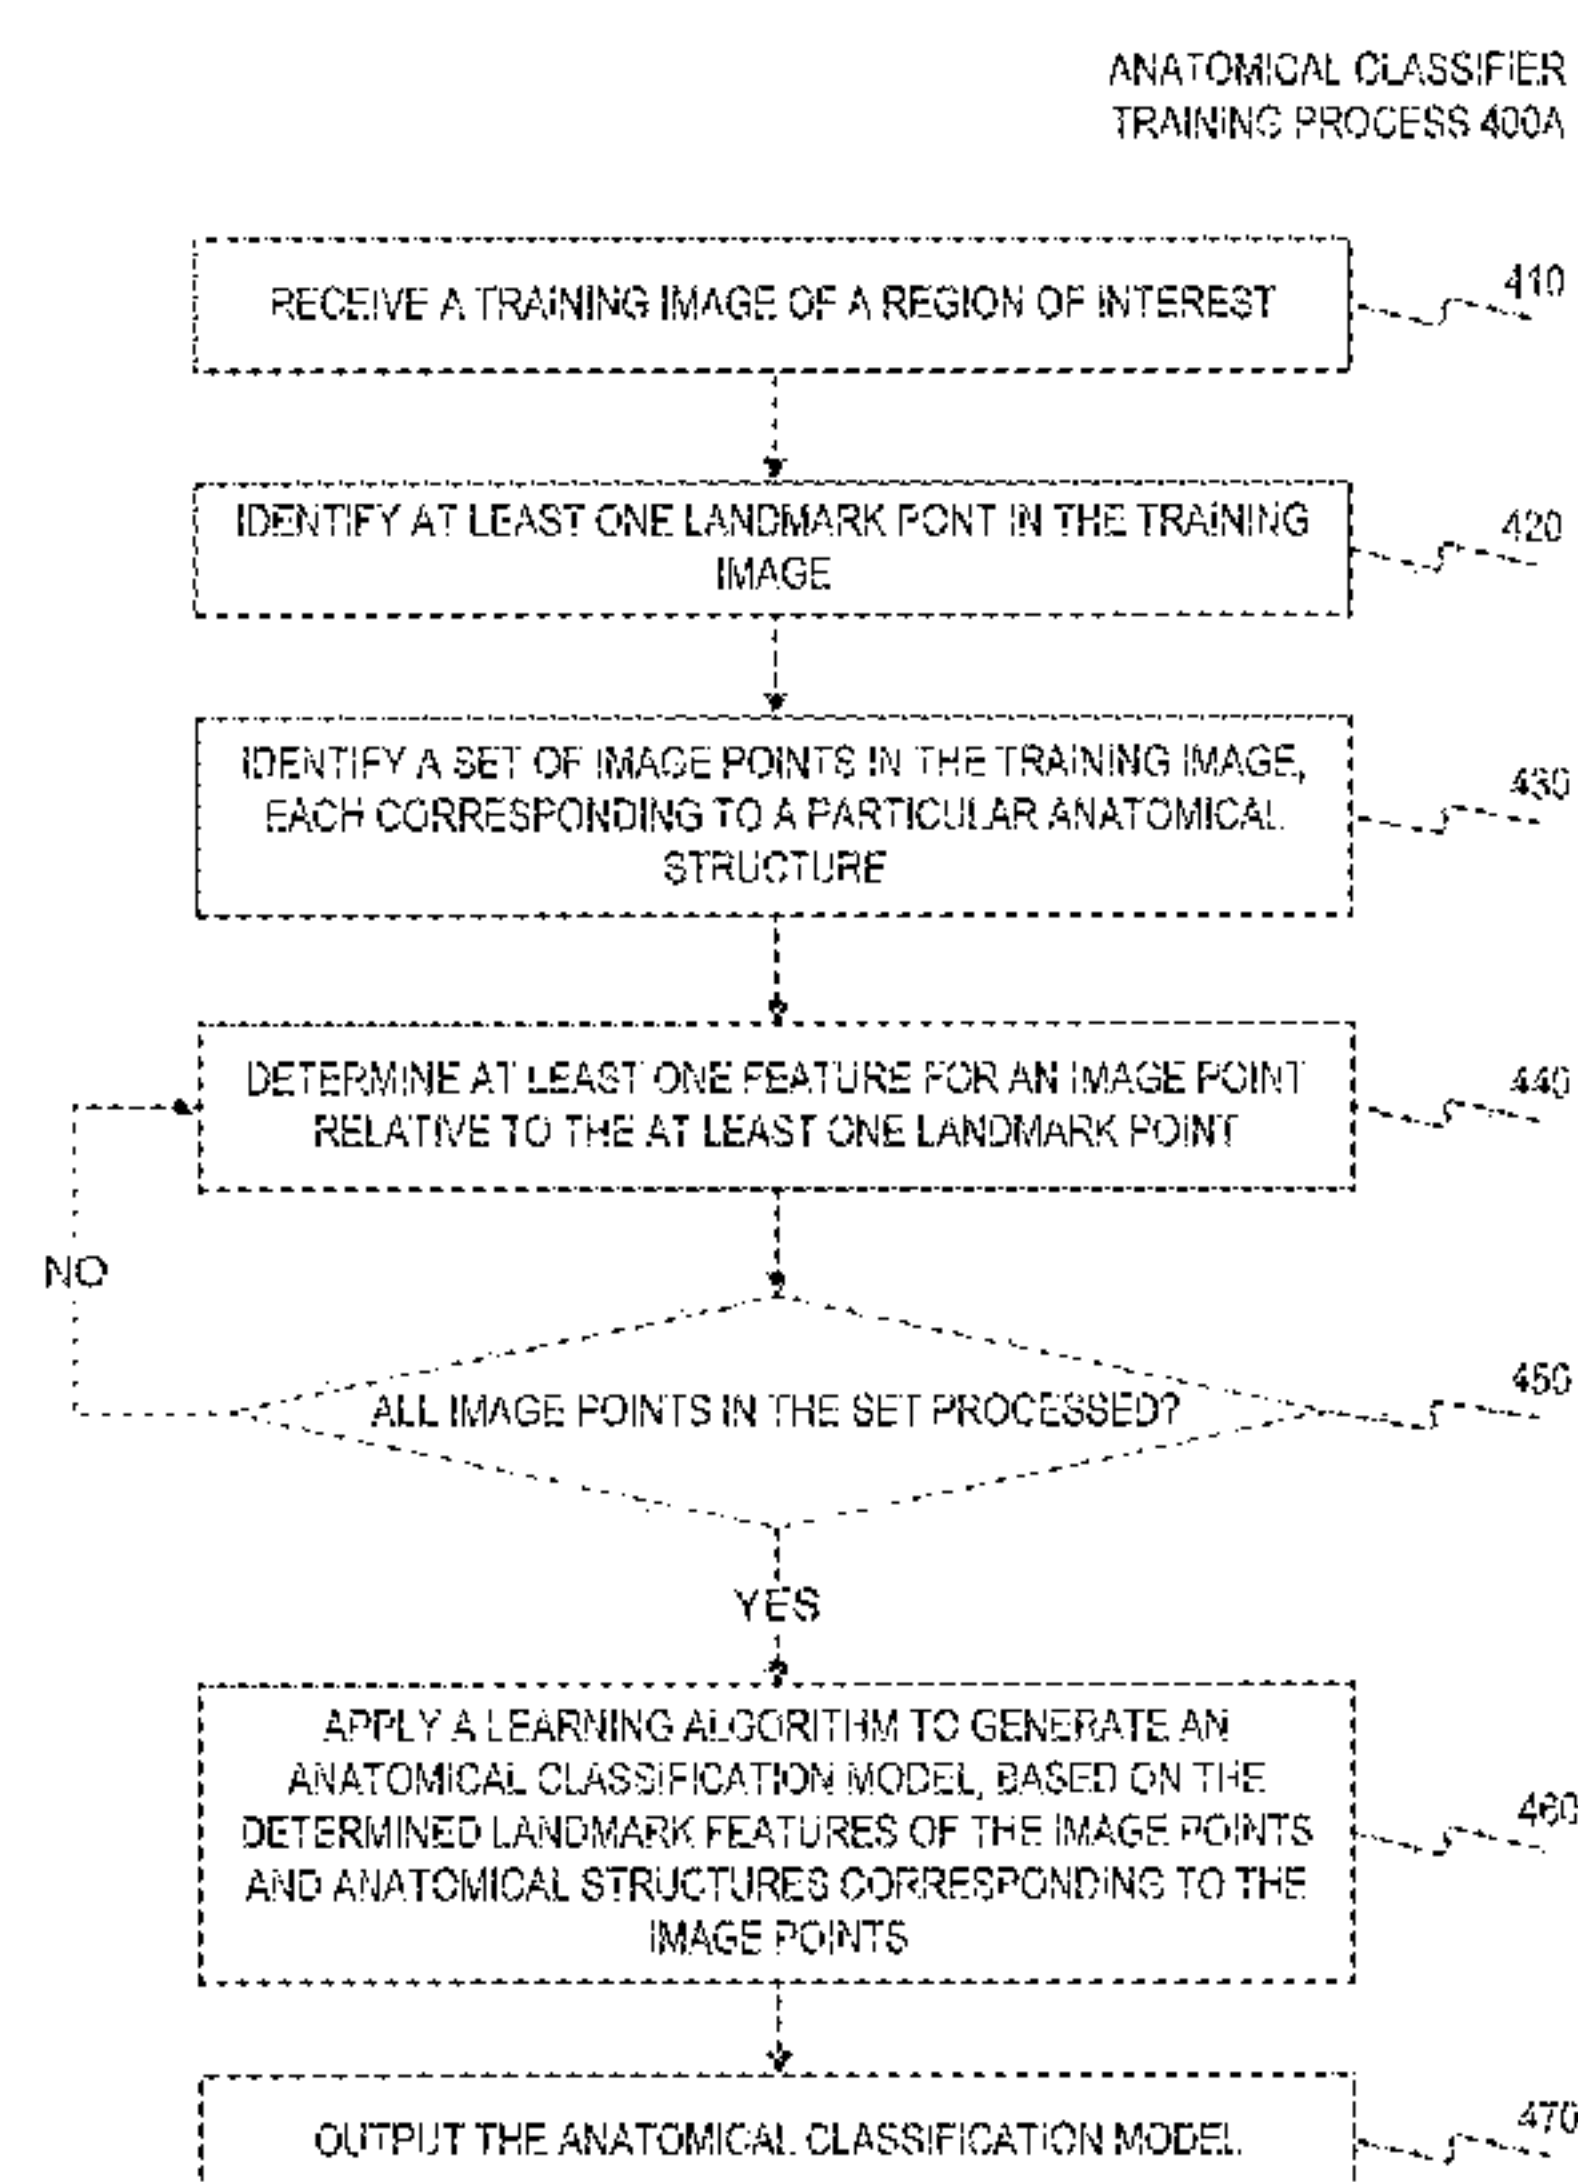 ANATOMICAL CLASSIFIER
TRAINING PROCESS 400A
RECEIVE A TRAINING IMAGE OF A REGION OF INTEREST
410
IDENTIFY AT LEAST ONE LANDMARK PONT IN THE TRAINING
IMAGE
420
IDENTIFY A SET OF IMAGE POINTS IN THE TRAINING IMAGE,
EACH CORRESPONDING TO A PARTICULAR ANATOMICAL
STRUCTURE
430
DETERMINE AT LEAST ONE FEATURE FOR AN IMAGE POINT
RELATIVE TO THE AT LEAST ONE LANDMARK POINT
440
NO
ALL IMAGE POINTS IN THE SET PROCESSED?
450
YES
APPLY A LEARNING ALGORITHM TO GENERATE AN
ANATOMICAL CLASSIFICATION MODEL, BASED ON THE
DETERMINED LANDMARK FEATURES OF THE IMAGE POINTS
AND ANATOMICAL STRUCTURES CORRESPONDING TO THE
IMAGE POINTS
460
OUTPUT THE ANATOMICAL CLASSIFICATION MODEL
470